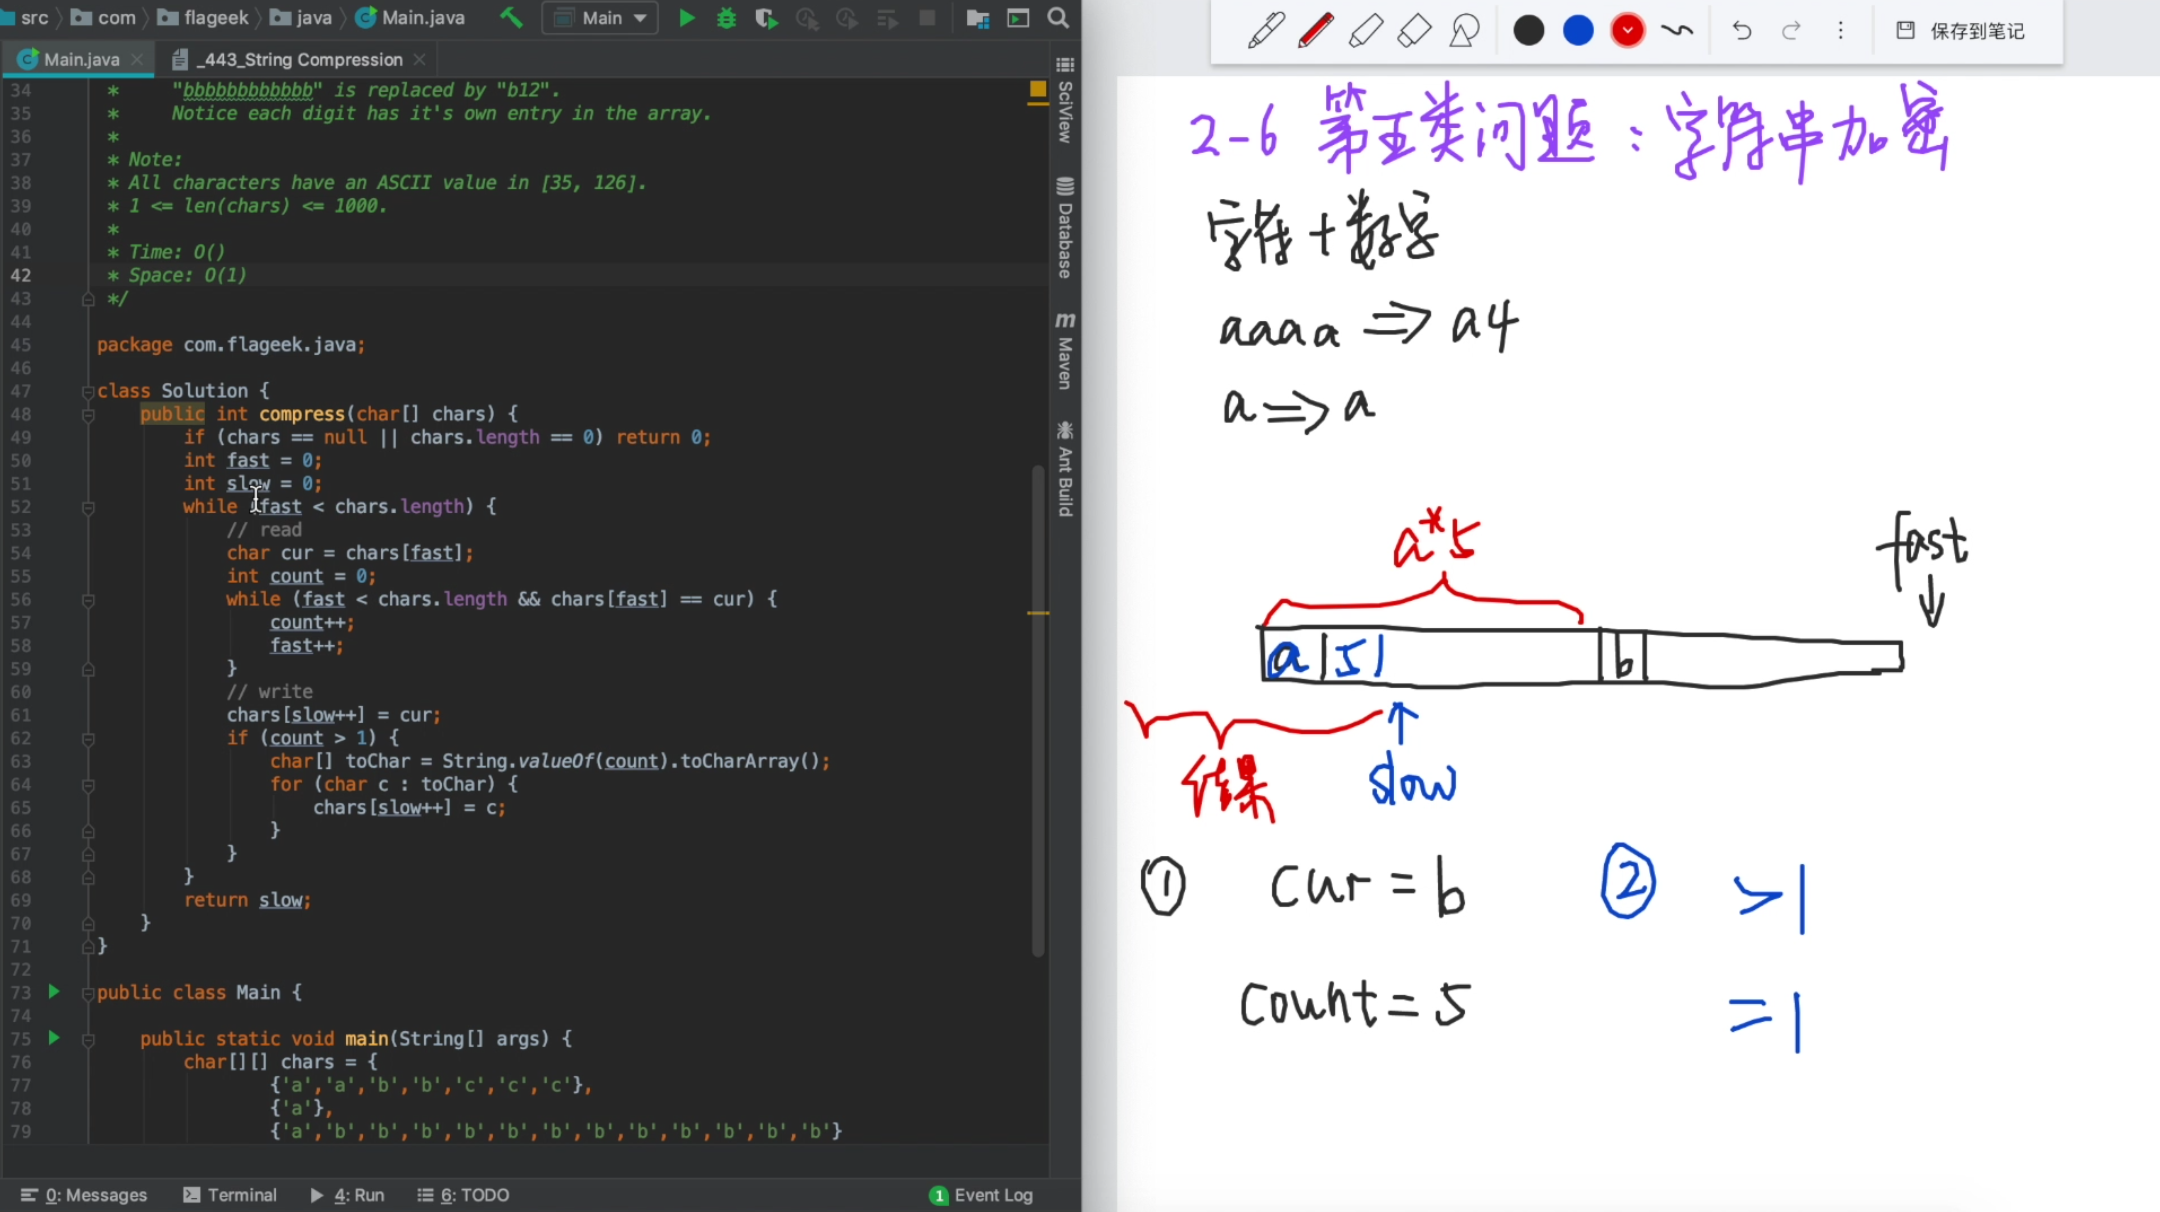 src com flageek java Main.java Main
Main.java _443_String Compression
34 * "bbbbbbbbbbbb" is replaced by "b12".
35 * Notice each digit has it's own entry in the array.
36 *
37 * Note:
38 * All characters have an ASCII value in [35, 126].
39 * 1 <= len(chars) <= 1000.
40 *
41 * Time: O()
42 * Space: O(1)
43 */
44
45 package com.flageek.java;
46
47 class Solution {
48 public int compress(char[] chars) {
49 if (chars == null || chars.length == 0) return 0;
50 int fast = 0;
51 int slow = 0;
52 while (fast < chars.length) {
53 // read
54 char cur = chars[fast];
55 int count = 0;
56 while (fast < chars.length && chars[fast] == cur) {
57 count++;
58 fast++;
59 }
60 // write
61 chars[slow++] = cur;
62 if (count > 1) {
63 char[] toChar = String.valueOf(count).toCharArray();
64 for (char c : toChar) {
65 chars[slow++] = c;
66 }
67 }
68 }
69 return slow;
70 }
71 }
72
73 public class Main {
74
75 public static void main(String[] args) {
76 char[][] chars = {
77 {'a','a','b','b','c','c','c'},
78 {'a'},
79 {'a','b','b','b','b','b','b','b','b','b','b','b','b'}
SciView
Database
m Maven
Ant Build
0: Messages Terminal 4: Run 6: TODO 1 Event Log
保存到笔记
2-6 第五类问题：字符串加密
字符+数字
aaaa => a4
a => a
a*5
fast
a 5 b
结果 slow
① cur = b ② >1
count = 5 =1